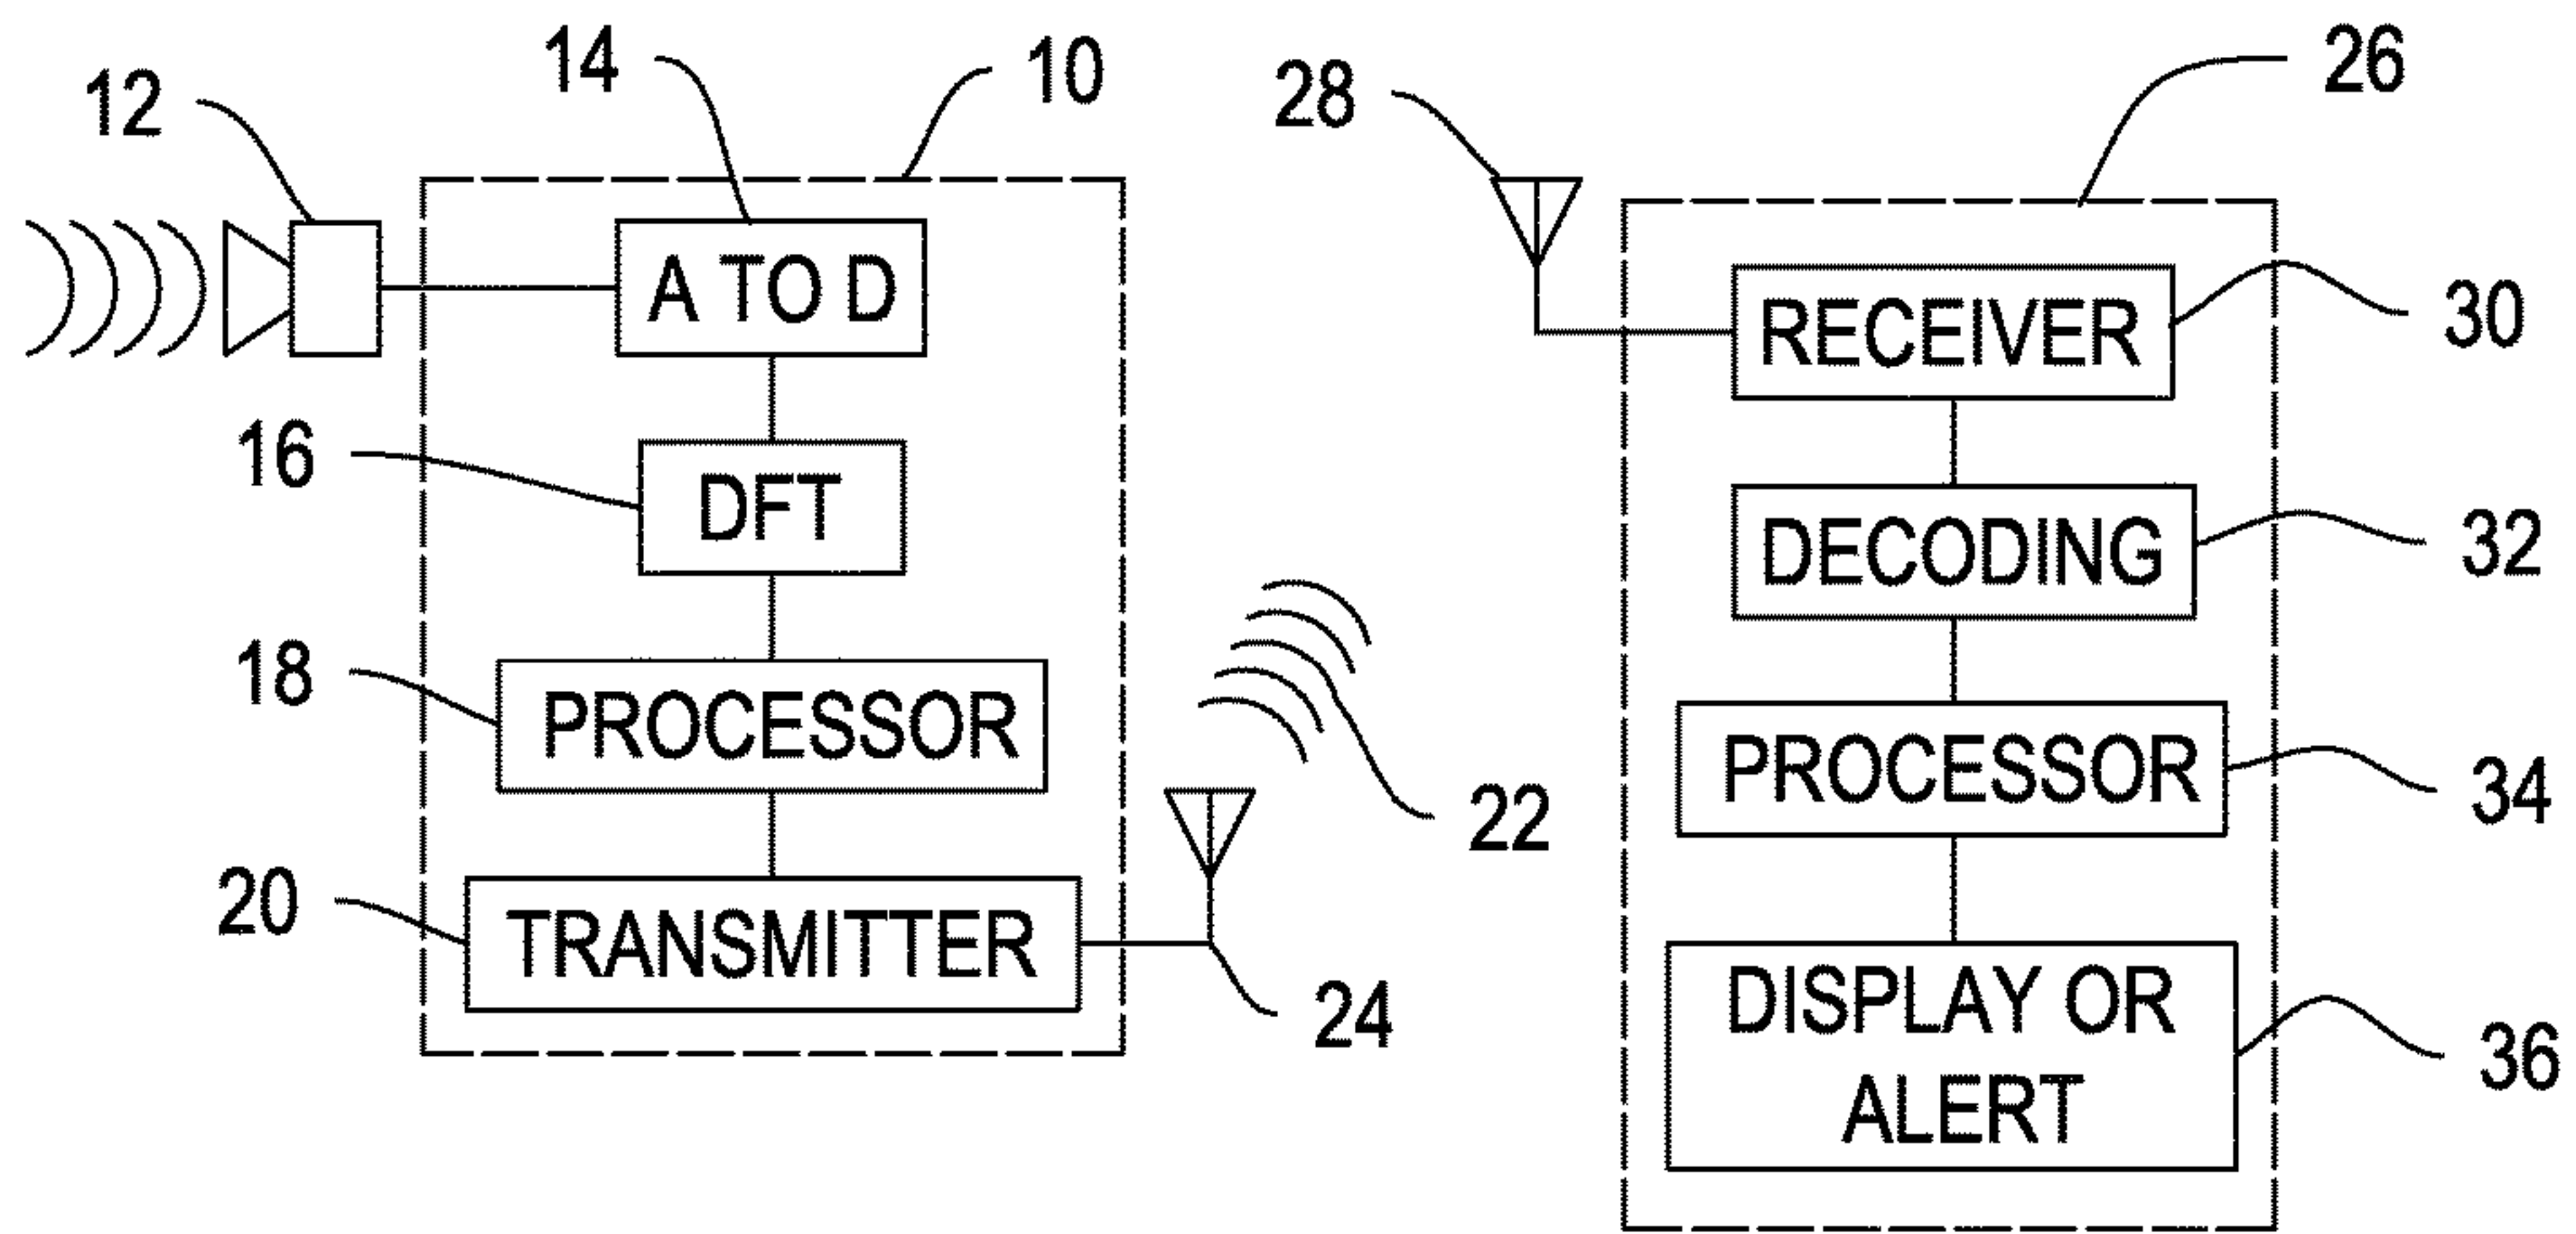 12
14
10
A TO D
16
DFT
18
PROCESSOR
20
TRANSMITTER
22
24
28
26
RECEIVER
30
DECODING
32
PROCESSOR
34
DISPLAY OR
ALERT
36